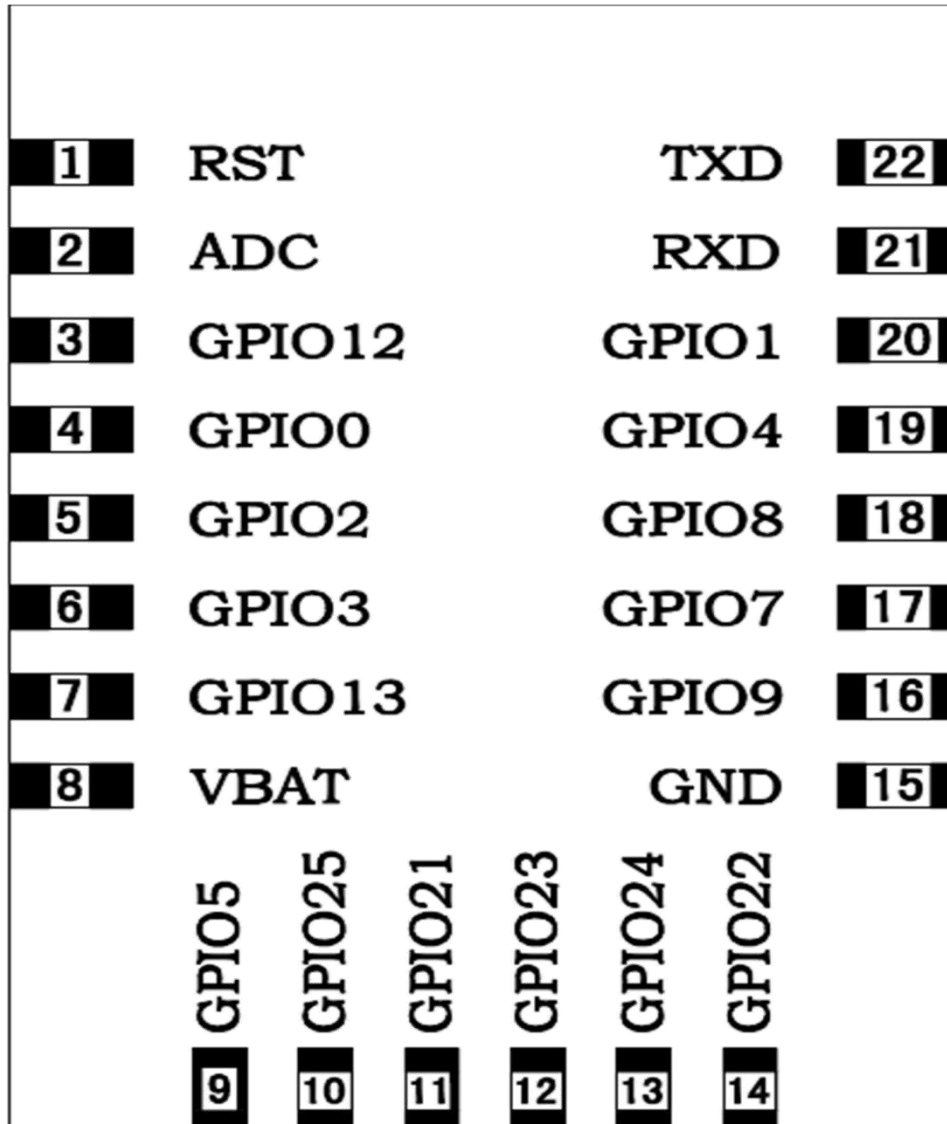 1 RST TXD 22
2 ADC RXD 21
3 GPIO12 GPIO1 20
4 GPIO0 GPIO4 19
5 GPIO2 GPIO8 18
6 GPIO3 GPIO7 17
7 GPIO13 GPIO9 16
8 VBAT GND 15
GPIO5 GPIO25 GPIO21 GPIO23 GPIO24 GPIO22
9 10 11 12 13 14